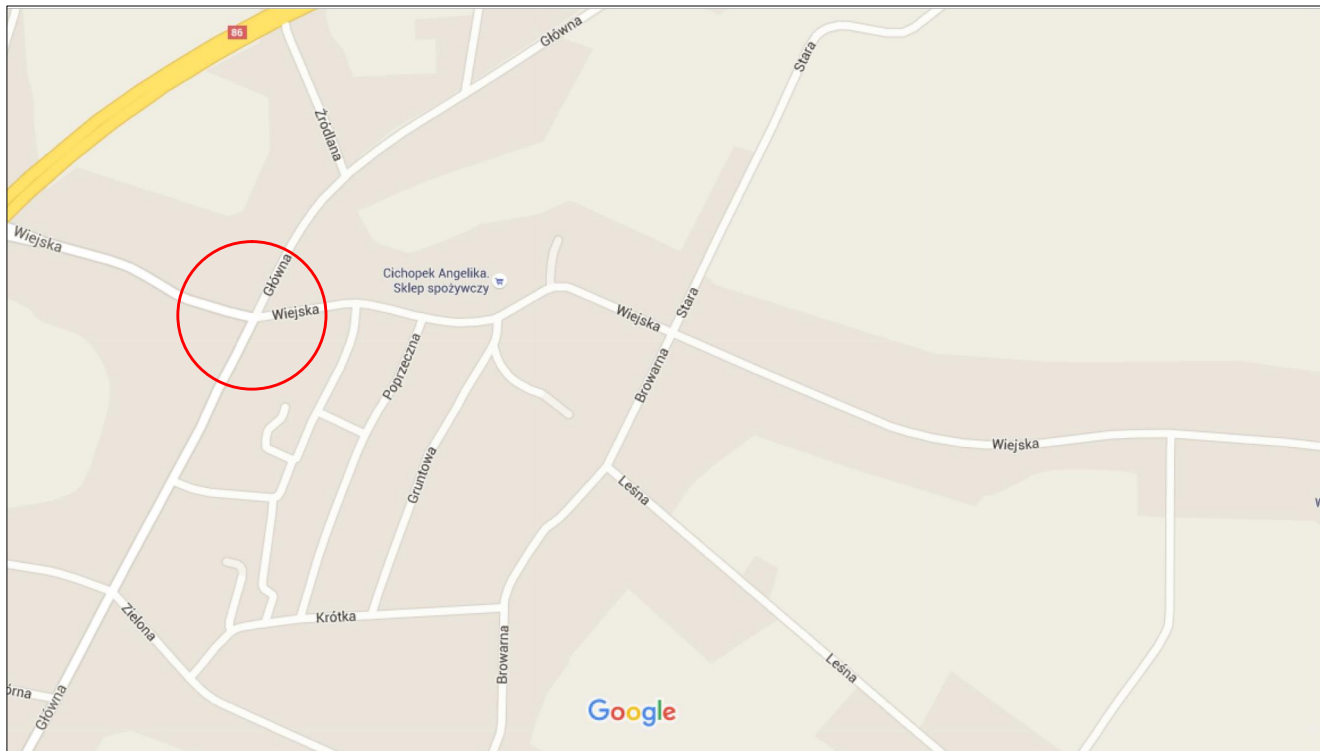 86
Główna
Stara
Źródlana
Wiejska
Główna
Cichopek Angelika.
Sklep spożywczy
Wiejska
Stara
Wiejska
Poprzeczna
Browarna
Wiejska
Gruntowa
Leśna
W
Zielona
Krótka
Browarna
Leśna
órna
Główna
Google